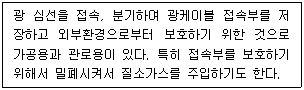 광 심선을 접속, 분기하여 광케이블 접속부를 저
장하고 외부환경으로부터 보호하기 위한 것으로
가공용과 관로용이 있다. 특히 접속부를 보호하기
위해서 밀폐시켜서 질소가스를 주입하기도 한다.